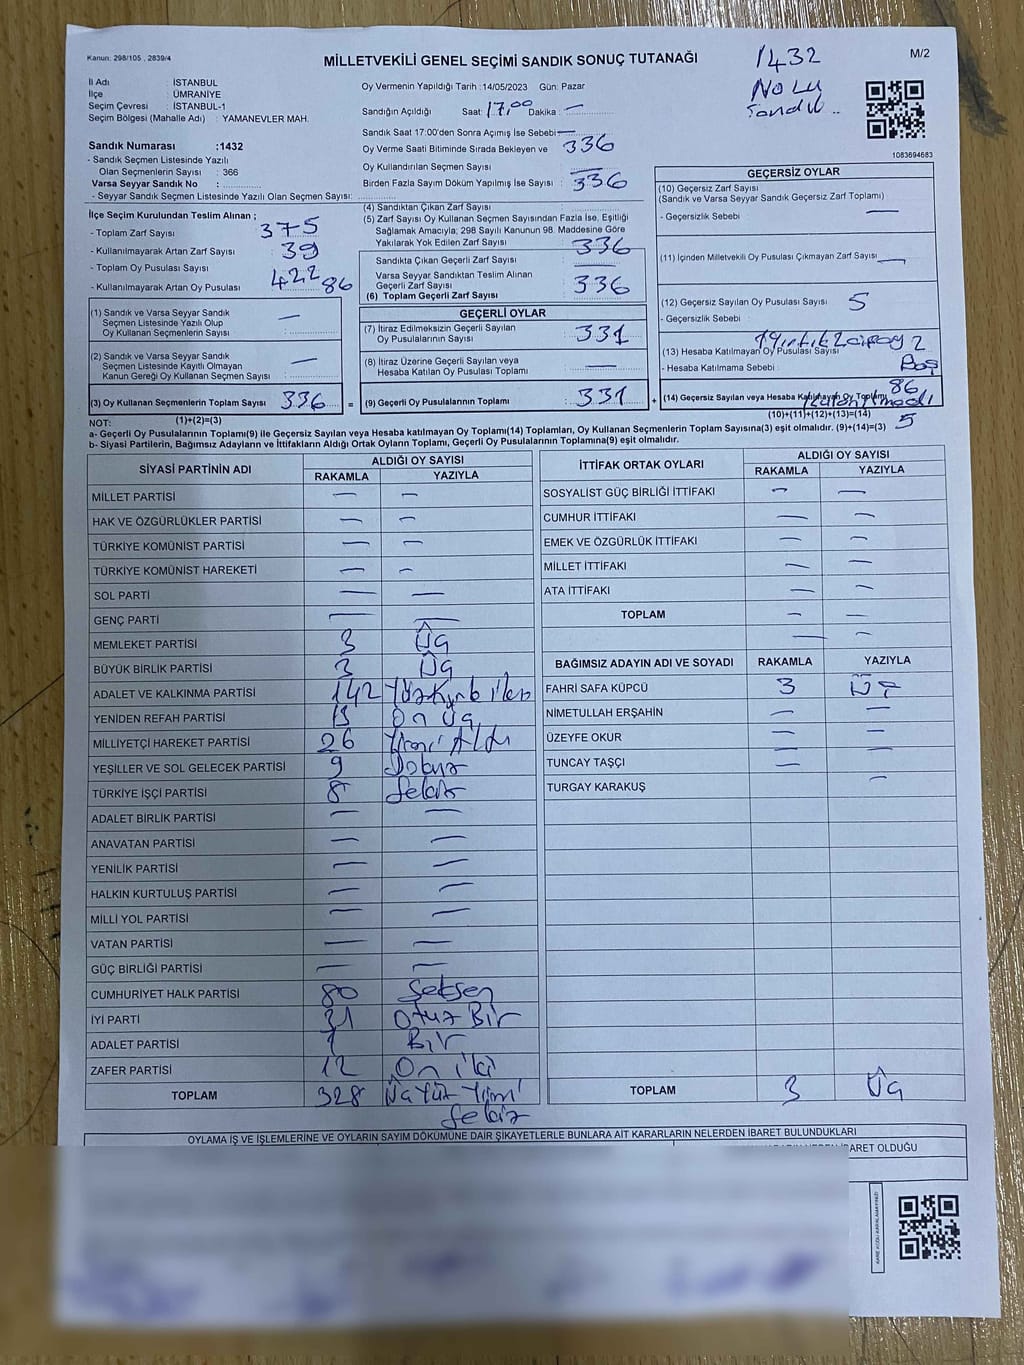 Kanun: 298/105 , 2839/4
MİLLETVEKİLİ GENEL SEÇİMİ SANDIK SONUÇ TUTANAĞI
M/2
1432
NOLU
Sandık..
İl Adı : İSTANBUL
İlçe : ÜMRANİYE
Seçim Çevresi : İSTANBUL-1
Seçim Bölgesi (Mahalle Adı) : YAMANEVLER MAH.
Sandık Numarası :1432
- Sandık Seçmen Listesinde Yazılı
Olan Seçmenlerin Sayısı : 366
Varsa Seyyar Sandık No :
- Seyyar Sandık Seçmen Listesinde Yazılı Olan Seçmen Sayısı:
Oy Vermenin Yapıldığı Tarih :14/05/2023 Gün: Pazar
Sandığın Açıldığı Saat : 17,00 Dakika : —
Sandık Saat 17:00'den Sonra Açımış İse Sebebi: —
Oy Verme Saati Bitiminde Sırada Bekleyen ve 336
Oy Kullandırılan Seçmen Sayısı : —
Birden Fazla Sayım Döküm Yapılmış İse Sayısı : 336
1083694683
İlçe Seçim Kurulundan Teslim Alınan ;
- Toplam Zarf Sayısı : 375
- Kullanılmayarak Artan Zarf Sayısı : 39
- Toplam Oy Pusulası Sayısı : 422
- Kullanılmayarak Artan Oy Pusulası : 86
(4) Sandıktan Çıkan Zarf Sayısı :
(5) Zarf Sayısı Oy Kullanan Seçmen Sayısından Fazla İse, Eşitliği
Sağlamak Amacıyla; 298 Sayılı Kanunun 98. Maddesine Göre
Yakılarak Yok Edilen Zarf Sayısı : 336
Sandıkta Çıkan Geçerli Zarf Sayısı : —
Varsa Seyyar Sandıktan Teslim Alınan
Geçerli Zarf Sayısı : 336
(6) Toplam Geçerli Zarf Sayısı
GEÇERSİZ OYLAR
(10) Geçersiz Zarf Sayısı
(Sandık ve Varsa Seyyar Sandık Geçersiz Zarf Toplamı)
- Geçersizlik Sebebi : —
(11) İçinden Milletvekili Oy Pusulası Çıkmayan Zarf Sayısı —
(12) Geçersiz Sayılan Oy Pusulası Sayısı : 5
- Geçersizlik Sebebi :
(13) Hesaba Katılmayan Oy Pusulası Sayısı 2
- Hesaba Katılmama Sebebi : Boş
86
(14) Geçersiz Sayılan veya Hesaba Katılmayan Oy Toplamı
(10)+(11)+(12)+(13)=(14) 5
(1) Sandık ve Varsa Seyyar Sandık
Seçmen Listesinde Yazılı Olup
Oy Kullanan Seçmenlerin Sayısı : —
(2) Sandık ve Varsa Seyyar Sandık
Seçmen Listesinde Kayıtlı Olmayan
Kanun Gereği Oy Kullanan Seçmen Sayısı : —
(3) Oy Kullanan Seçmenlerin Toplam Sayısı : 336 =
(1)+(2)=(3)
GEÇERLİ OYLAR
(7) İtiraz Edilmeksizin Geçerli Sayılan
Oy Pusulalarının Sayısı : 331
(8) İtiraz Üzerine Geçerli Sayılan veya
Hesaba Katılan Oy Pusulası Toplamı : —
(9) Geçerli Oy Pusulalarının Toplamı : 331 +
NOT:
a- Geçerli Oy Pusulalarının Toplamı(9) ile Geçersiz Sayılan veya Hesaba katılmayan Oy Toplamı(14) Toplamları, Oy Kullanan Seçmenlerin Toplam Sayısına(3) eşit olmalıdır. (9)+(14)=(3)
b- Siyasi Partilerin, Bağımsız Adayların ve İttifakların Aldığı Ortak Oyların Toplamı, Geçerli Oy Pusulalarının Toplamına(9) eşit olmalıdır.
SİYASİ PARTİNİN ADI ALDIĞI OY SAYISI
RAKAMLA YAZIYLA
MİLLET PARTİSİ — —
HAK VE ÖZGÜRLÜKLER PARTİSİ — —
TÜRKİYE KOMÜNİST PARTİSİ — —
TÜRKİYE KOMÜNİST HAREKETİ — —
SOL PARTİ — —
GENÇ PARTİ — —
MEMLEKET PARTİSİ 3 Üç
BÜYÜK BİRLİK PARTİSİ 3 Üç
ADALET VE KALKINMA PARTİSİ 142 Yüzkırkiki
YENİDEN REFAH PARTİSİ 13 On Üç
MİLLİYETÇİ HAREKET PARTİSİ 26 Yirmi Altı
YEŞİLLER VE SOL GELECEK PARTİSİ 9 Dokuz
TÜRKİYE İŞÇİ PARTİSİ 8 Sekiz
ADALET BİRLİK PARTİSİ — —
ANAVATAN PARTİSİ — —
YENİLİK PARTİSİ — —
HALKIN KURTULUŞ PARTİSİ — —
MİLLİ YOL PARTİSİ — —
VATAN PARTİSİ — —
GÜÇ BİRLİĞİ PARTİSİ — —
CUMHURİYET HALK PARTİSİ 80 Seksen
İYİ PARTİ 31 Otuz Bir
ADALET PARTİSİ 1 Bir
ZAFER PARTİSİ 12 On iki
TOPLAM 328 Üç Yüz Yirmi
Sekiz
İTTİFAK ORTAK OYLARI ALDIĞI OY SAYISI
RAKAMLA YAZIYLA
SOSYALİST GÜÇ BİRLİĞİ İTTİFAKI — —
CUMHUR İTTİFAKI — —
EMEK VE ÖZGÜRLÜK İTTİFAKI — —
MİLLET İTTİFAKI — —
ATA İTTİFAKI — —
TOPLAM — —
— —
BAĞIMSIZ ADAYIN ADI VE SOYADI RAKAMLA YAZIYLA
FAHRİ SAFA KÜPCÜ 3 Üç
NİMETULLAH ERŞAHİN — —
ÜZEYFE OKUR — —
TUNCAY TAŞÇI — —
TURGAY KARAKUŞ —
TOPLAM 3 Üç
OYLAMA İŞ VE İŞLEMLERİNE VE OYLARIN SAYIM DÖKÜMÜNE DAİR ŞİKAYETLERLE BUNLARA AİT KARARLARIN NELERDEN İBARET BULUNDUKLARI
BARET OLDUĞU